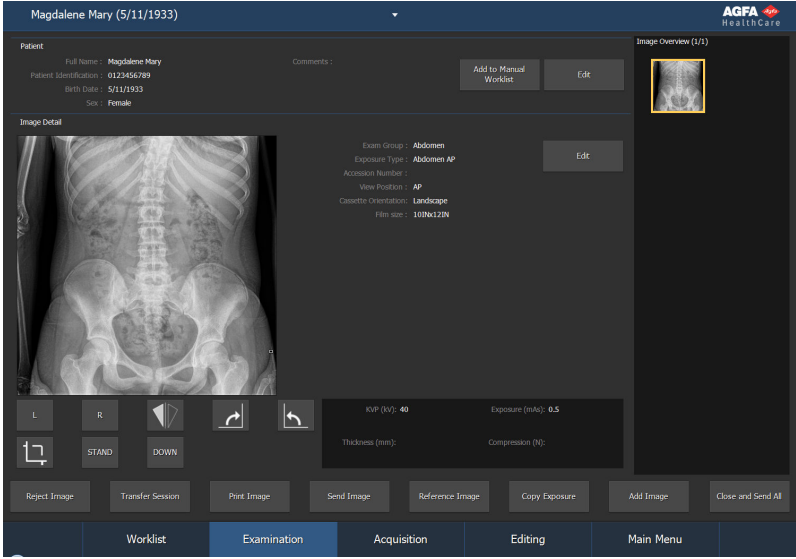 Magdalene Mary (5/11/1933)
AGFA
HealthCare
Patient
Full Name : Magdalene Mary
Patient Identification : 0123456789
Birth Date : 5/11/1933
Sex : Female
Comments :
Add to Manual
Worklist
Edit
Image Overview (1/1)
Image Detail
Exam Group : Abdomen
Exposure Type : Abdomen AP
Accession Number :
View Position : AP
Cassette Orientation: Landscape
Film size : 10INx12IN
Edit
L
R
STAND
DOWN
KVP (kV): 40
Exposure (mAs): 0.5
Thickness (mm):
Compression (N):
Reject Image
Transfer Session
Print Image
Send Image
Reference Image
Copy Exposure
Add Image
Close and Send All
Worklist
Examination
Acquisition
Editing
Main Menu